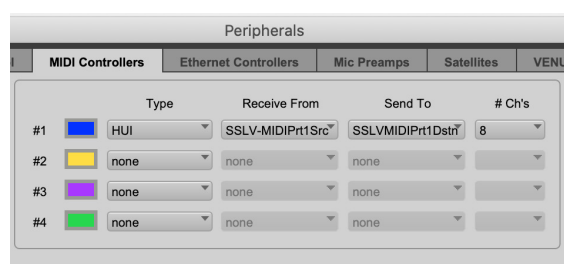 Peripherals
MIDI Controllers Ethernet Controllers Mic Preamps Satellites VENU
Type Receive From Send To # Ch's
#1 HUI SSLV-MIDIPrt1Src SSLVMIDIPrt1Dstn 8
#2 none none none
#3 none none none
#4 none none none